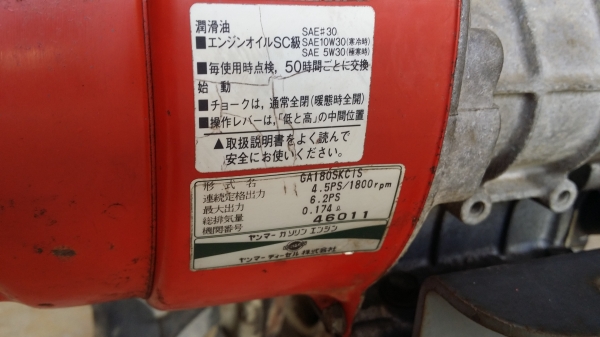 潤滑油
■エンジンオイルSC級 SAE#30
SAE10W30(寒冷時)
SAE 5W30(極寒時)
■毎使用時点検,50時間ごとに交換
始 動
■チョークは,通常全閉(暖態時全開)
■操作レバーは,「低と高」の中間位置
▲取扱説明書をよく読んで
安全にお使いください。
形式名 GA180SKC1S
連続定格出力 4.5PS/1800rpm
最大出力 6.2PS
総排気量 0.174ℓ
機関番号 46011
ヤンマー ガソリン エンジン
ヤンマーディーゼル株式会社